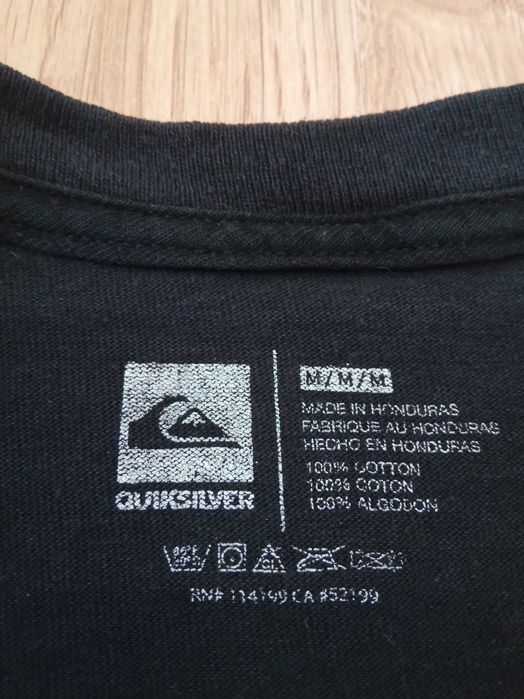 QUIKSILVER
M/M/M
MADE IN HONDURAS
FABRIQUE AU HONDURAS
HECHO EN HONDURAS
100% COTTON
100% COTON
100% ALGODON
RN# 114199 CA #52199